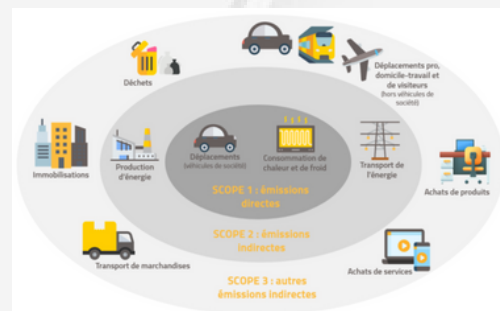 Déplacements pro,
domicile-travail et
de visiteurs
(hors véhicules de
société)
Déchets
Immobilisations
Production
d'énergie
Déplacements
(véhicules de société)
Consommation de
chaleur et de froid
Transport de
l'énergie
Achats de produits
SCOPE 1 : émissions
directes
SCOPE 2 : émissions
indirectes
Transport de marchandises
Achats de services
SCOPE 3 : autres
émissions indirectes